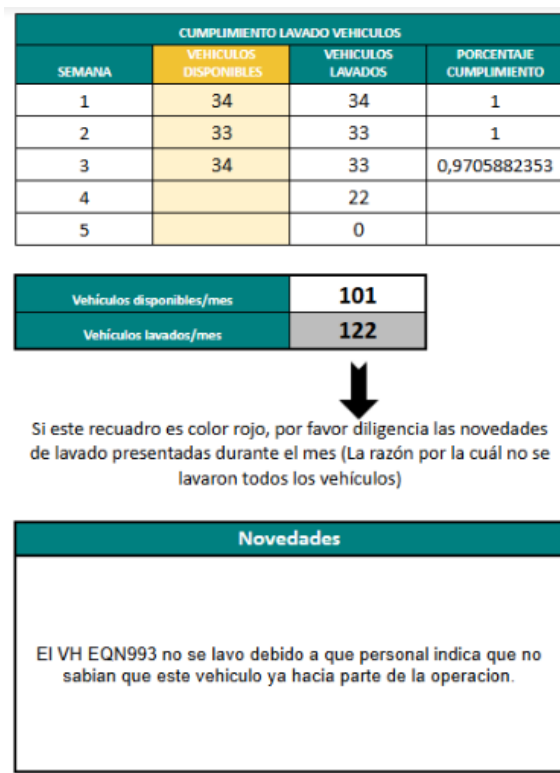 CUMPLIMIENTO LAVADO VEHICULOS
SEMANA VEHICULOS DISPONIBLES VEHICULOS LAVADOS PORCENTAJE CUMPLIMIENTO
1 34 34 1
2 33 33 1
3 34 33 0,9705882353
4 22
5 0
Vehículos disponibles/mes 101
Vehículos lavados/mes 122
Si este recuadro es color rojo, por favor diligencia las novedades
de lavado presentadas durante el mes (La razón por la cuál no se
lavaron todos los vehículos)
Novedades
El VH EQN993 no se lavo debido a que personal indica que no
sabian que este vehiculo ya hacia parte de la operacion.